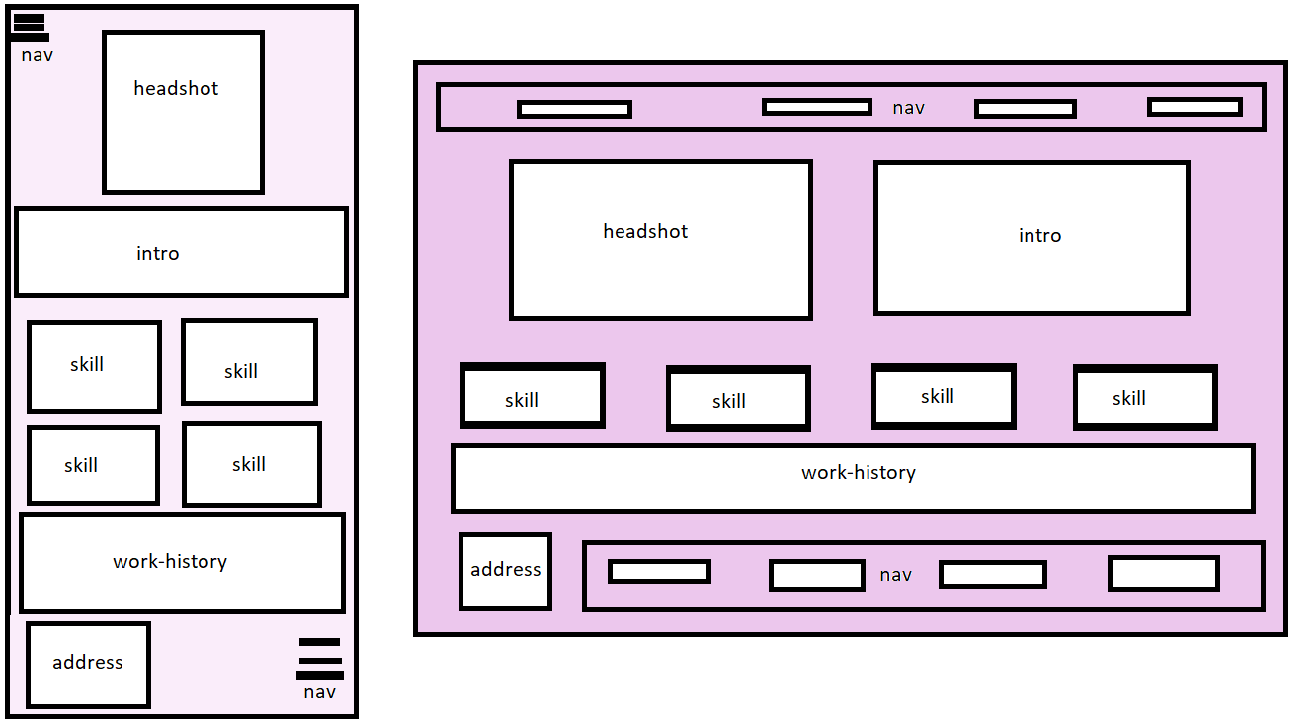 nav
headshot
intro
skill
skill
skill
skill
work-history
address
nav
nav
headshot
intro
skill
skill
skill
skill
work-history
address
nav